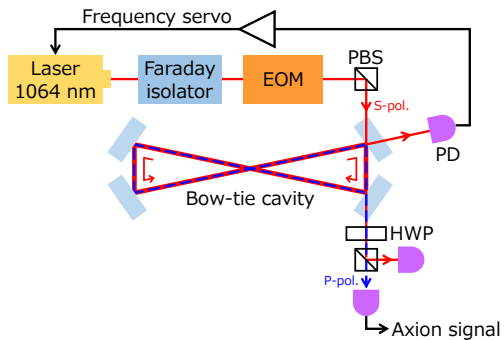 Frequency servo
Laser
1064 nm
Faraday
isolator
EOM
PBS
S-pol.
PD
Bow-tie cavity
HWP
P-pol.
Axion signal